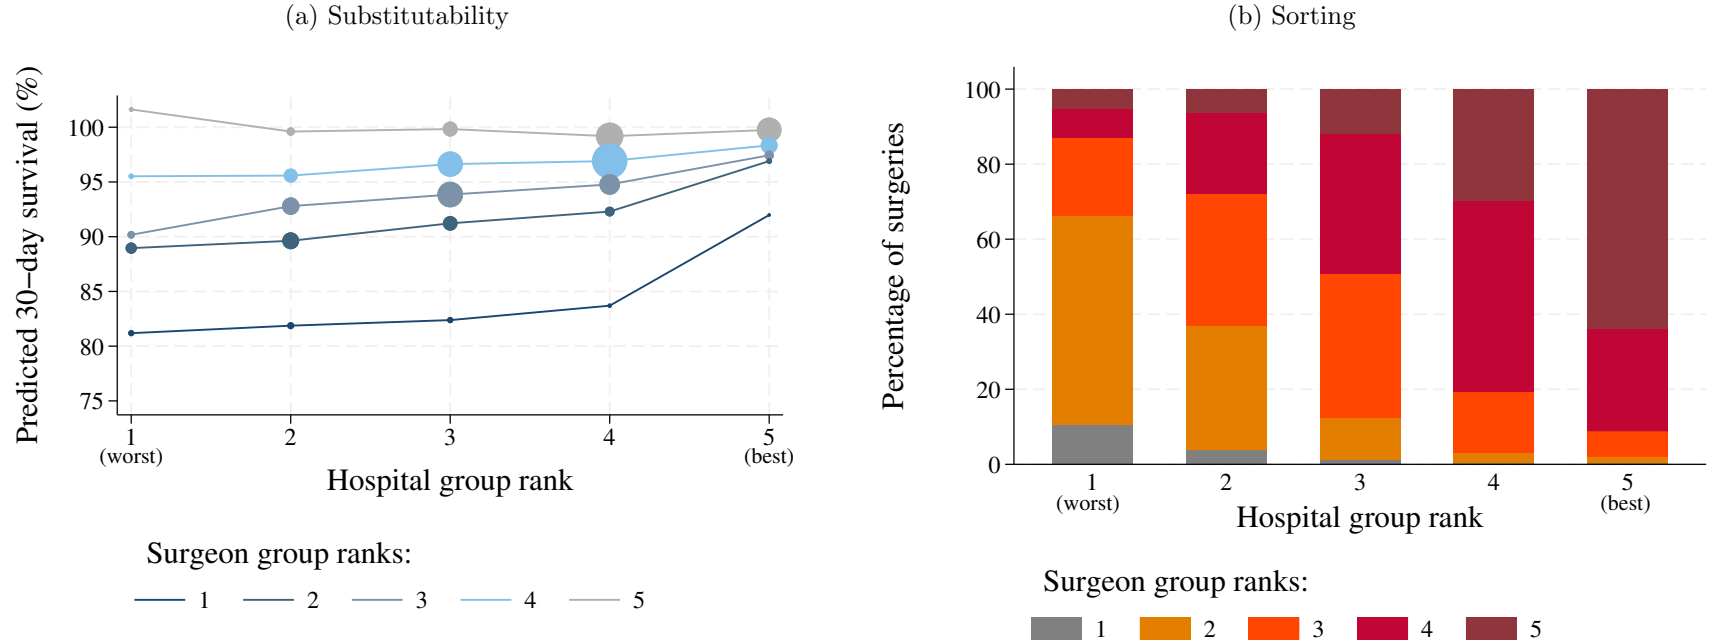 (a) Substitutability
Predicted 30−day survival (%)
100
95
90
85
80
75
1 2 3 4 5
(worst) (best)
Hospital group rank
Surgeon group ranks:
1 2 3 4 5
(b) Sorting
Percentage of surgeries
100
80
60
40
20
0
1 2 3 4 5
(worst) (best)
Hospital group rank
Surgeon group ranks:
1 2 3 4 5